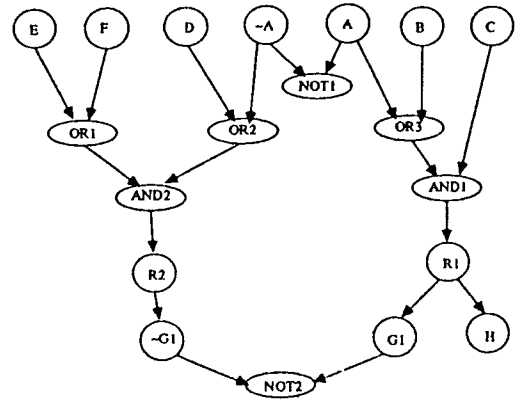 E F D ~A A B C
NOT1
OR1 OR2 OR3
AND2 AND1
R2 R1
~G1 G1 H
NOT2